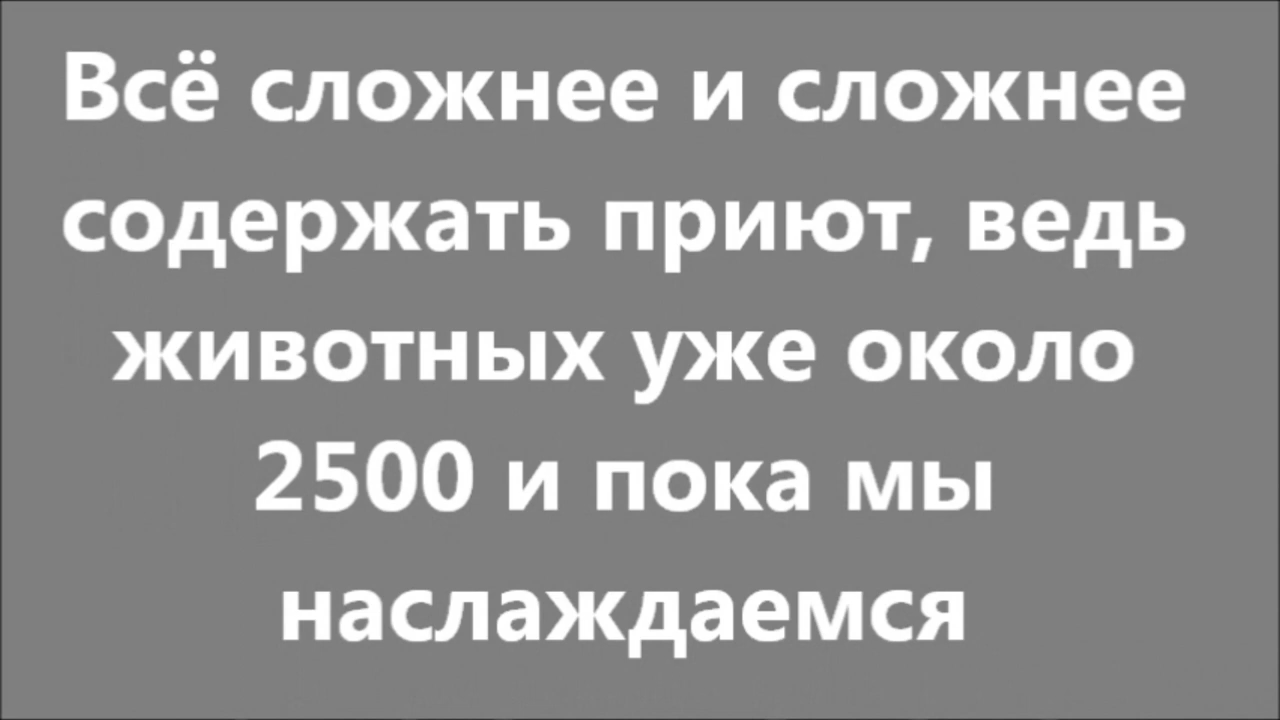 Всё сложнее и сложнее
содержать приют, ведь
животных уже около
2500 и пока мы
наслаждаемся